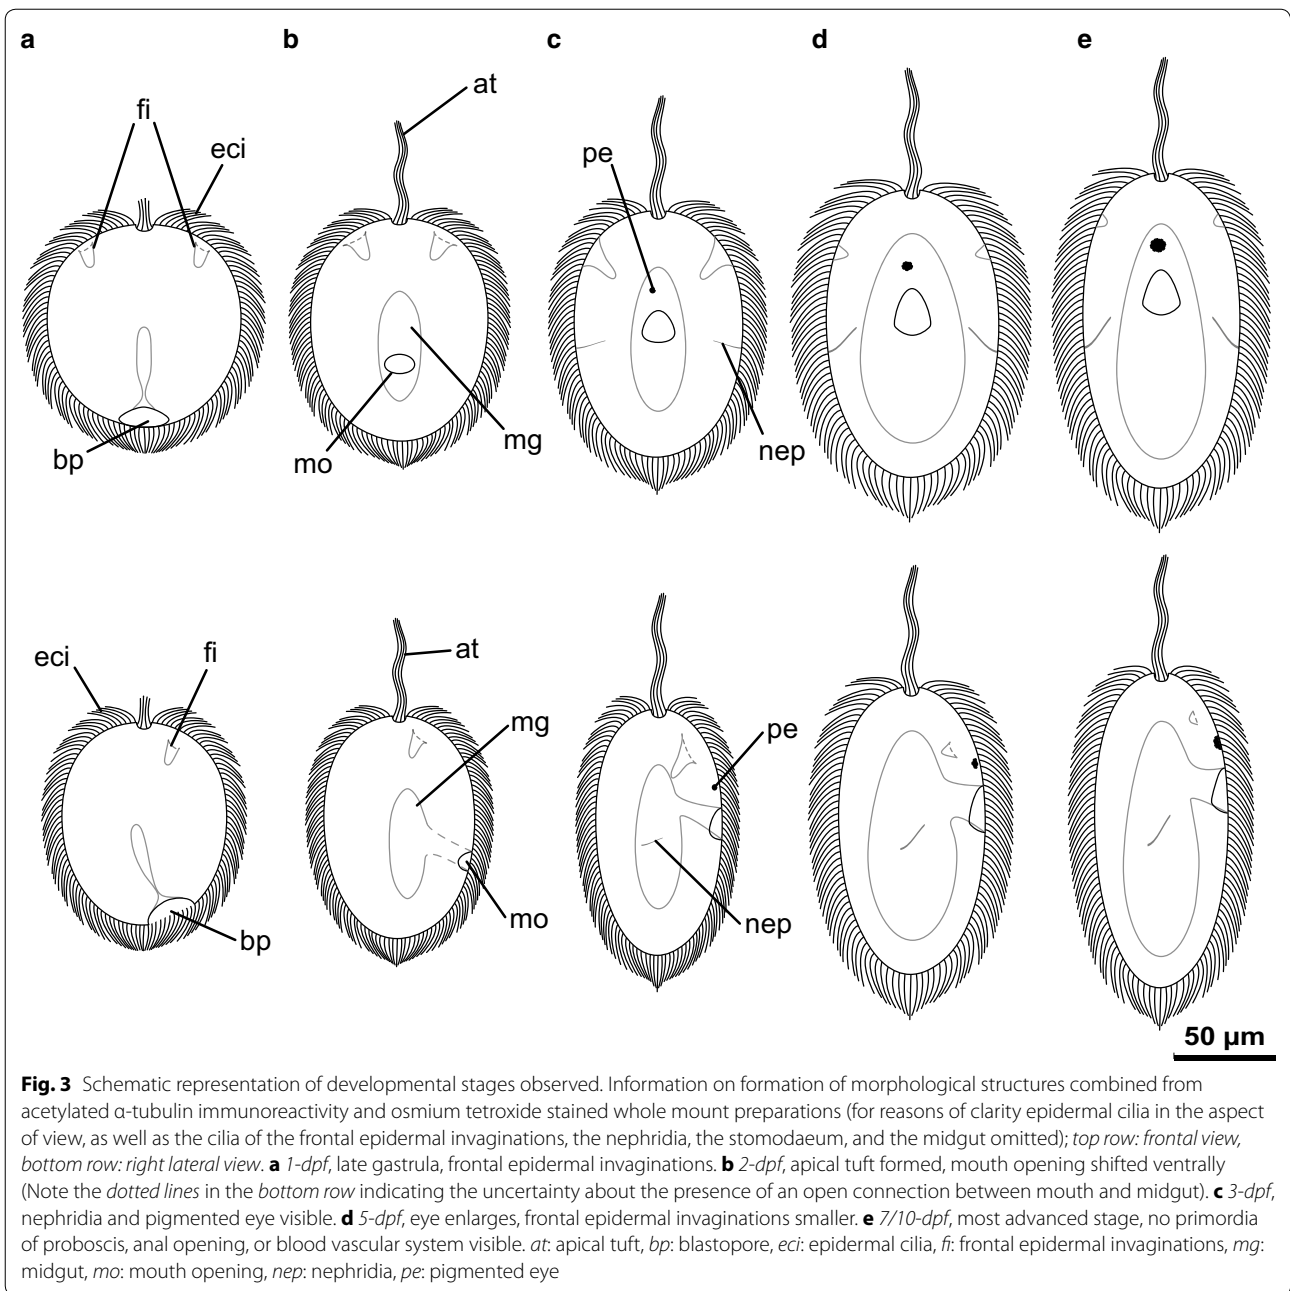 a
b
c
d
e
at
fi
eci
pe
bp
mo
mg
nep
eci
fi
at
mg
pe
bp
mo
nep
50 µm
Fig. 3 Schematic representation of developmental stages observed. Information on formation of morphological structures combined from
acetylated α-tubulin immunoreactivity and osmium tetroxide stained whole mount preparations (for reasons of clarity epidermal cilia in the aspect
of view, as well as the cilia of the frontal epidermal invaginations, the nephridia, the stomodaeum, and the midgut omitted); top row: frontal view,
bottom row: right lateral view. a 1-dpf, late gastrula, frontal epidermal invaginations. b 2-dpf, apical tuft formed, mouth opening shifted ventrally
(Note the dotted lines in the bottom row indicating the uncertainty about the presence of an open connection between mouth and midgut). c 3-dpf,
nephridia and pigmented eye visible. d 5-dpf, eye enlarges, frontal epidermal invaginations smaller. e 7/10-dpf, most advanced stage, no primordia
of proboscis, anal opening, or blood vascular system visible. at: apical tuft, bp: blastopore, eci: epidermal cilia, fi: frontal epidermal invaginations, mg:
midgut, mo: mouth opening, nep: nephridia, pe: pigmented eye